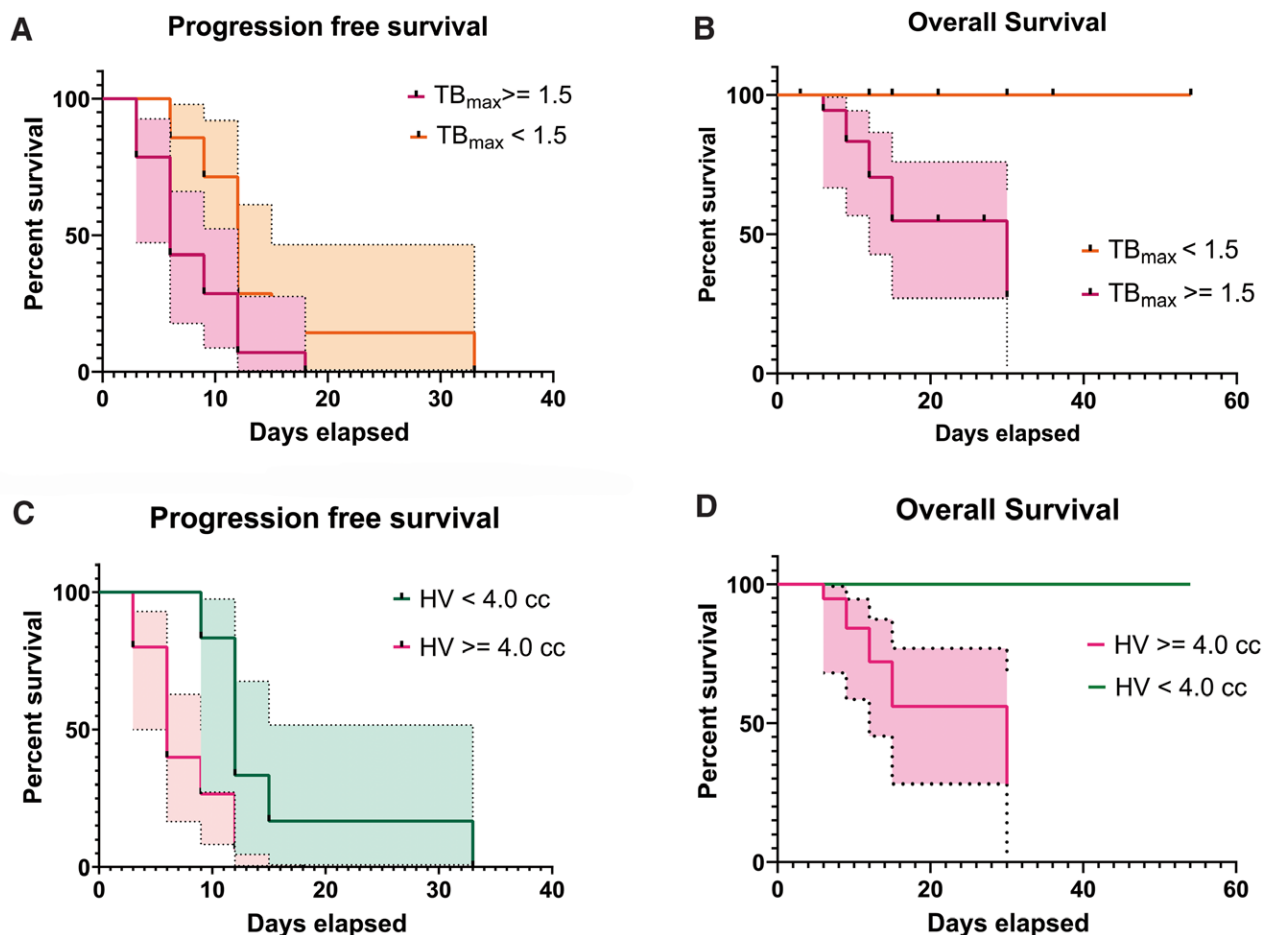 A
Progression free survival
Percent survival
100
50
0
TBmax>= 1.5
TBmax < 1.5
0 10 20 30 40
Days elapsed
B
Overall Survival
Percent survival
100
50
0
TBmax < 1.5
TBmax >= 1.5
0 20 40 60
Days elapsed
C
Progression free survival
Percent survival
100
50
0
HV < 4.0 cc
HV >= 4.0 cc
0 10 20 30 40
Days elapsed
D
Overall Survival
Percent survival
100
50
0
HV >= 4.0 cc
HV < 4.0 cc
0 20 40 60
Days elapsed